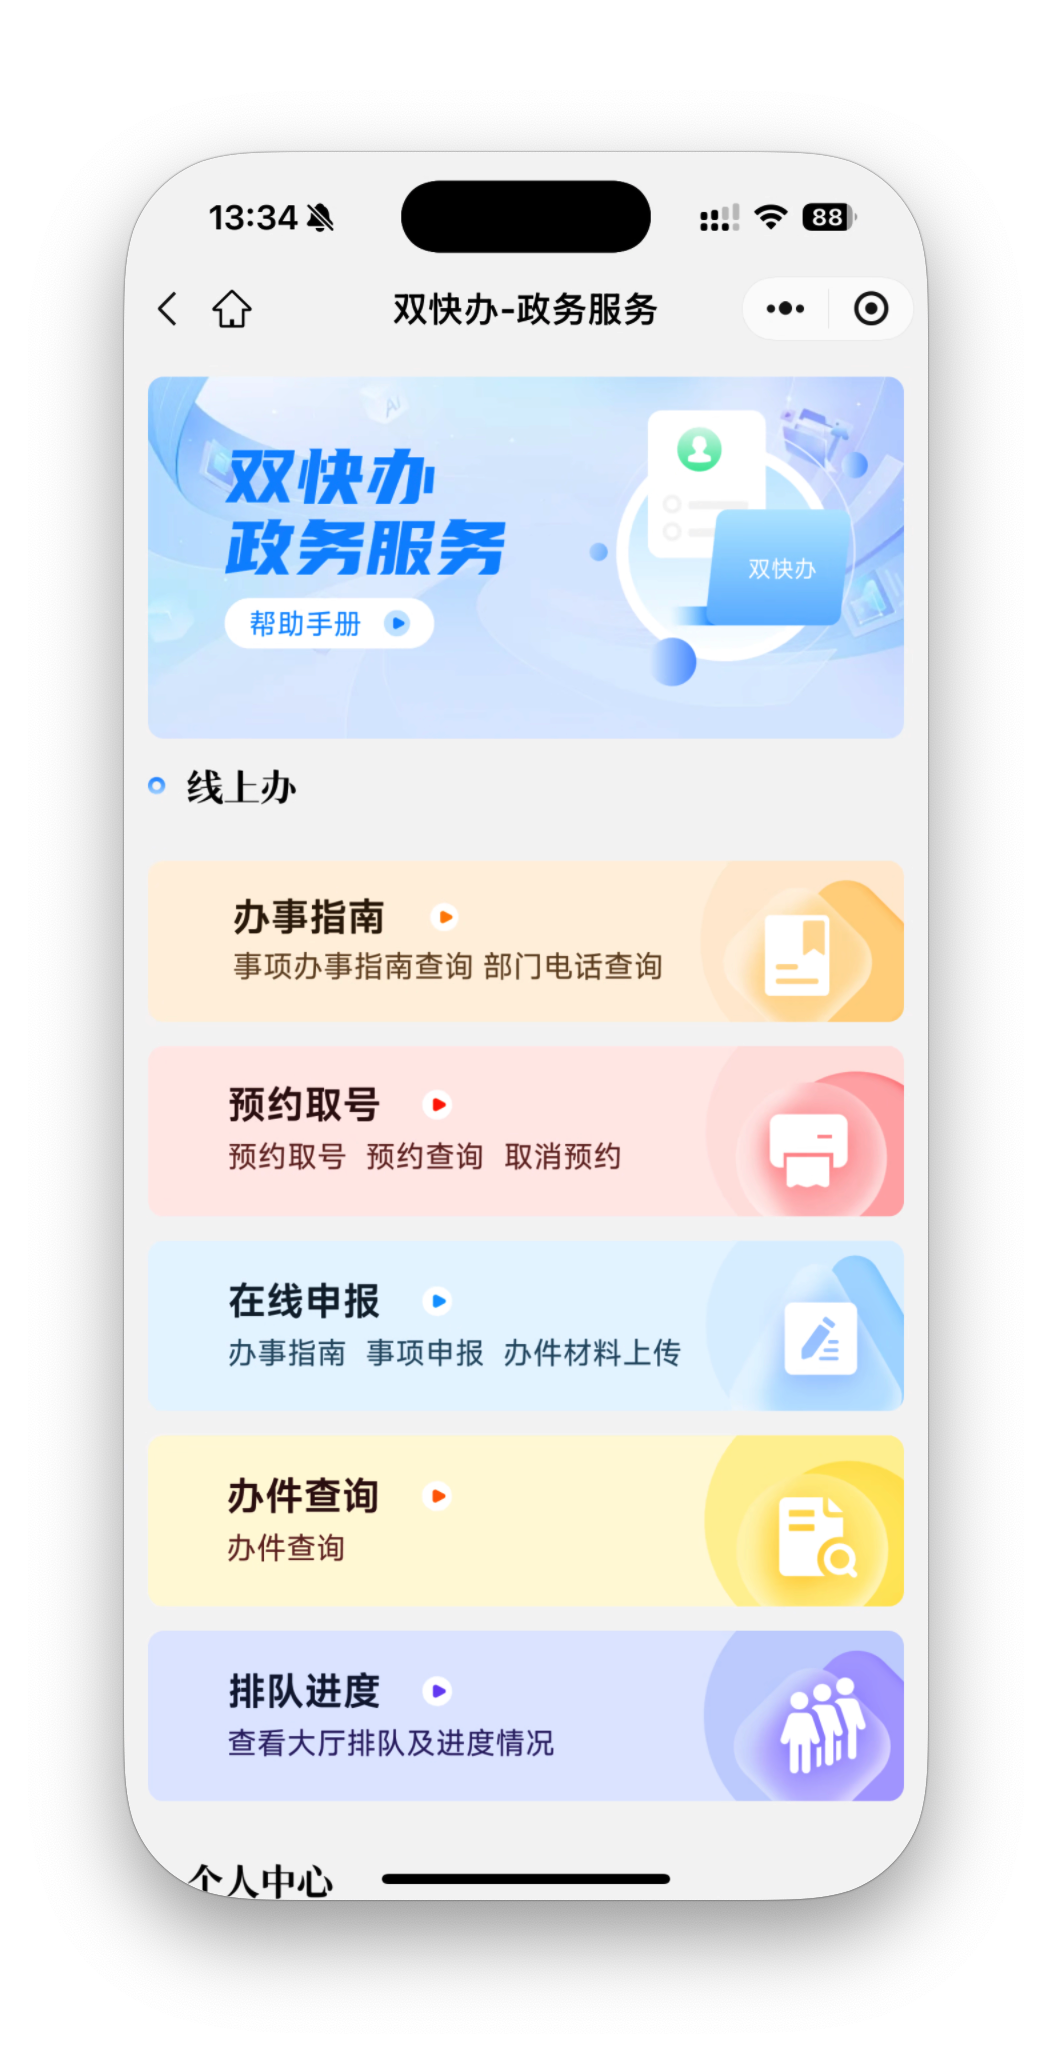 13:34
88
双快办-政务服务
AI
双快办
政务服务
双快办
帮助手册
线上办
办事指南
事项办事指南查询 部门电话查询
预约取号
预约取号 预约查询 取消预约
在线申报
办事指南 事项申报 办件材料上传
办件查询
办件查询
排队进度
查看大厅排队及进度情况
个人中心